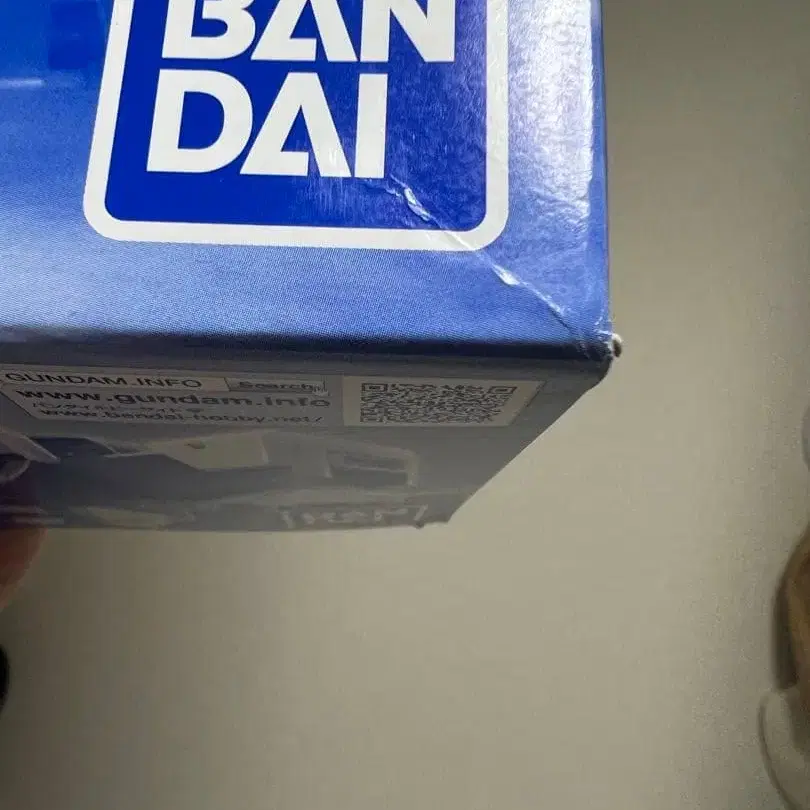 BAN
DAI
GUNDAM.INFO Search
www.gundam.info
www.bandai-hobby.net/